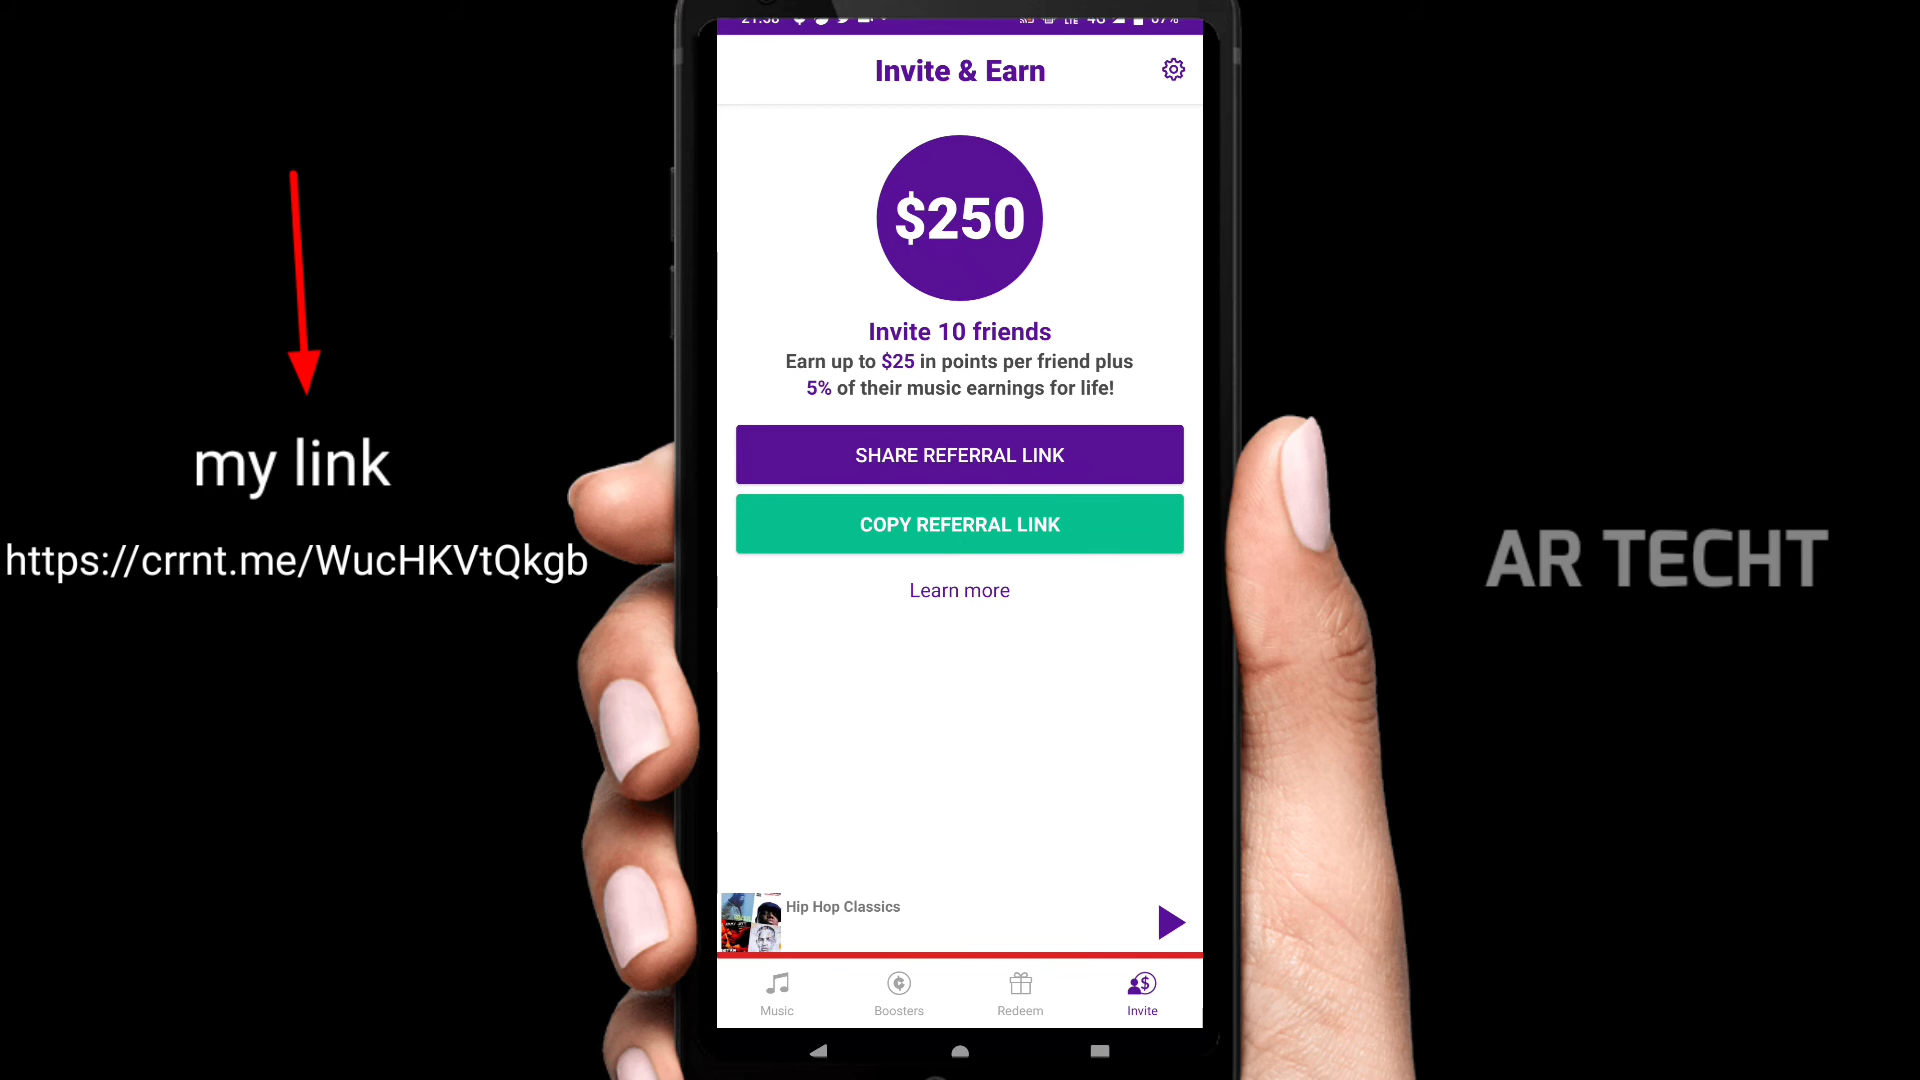 Invite & Earn
$250
Invite 10 friends
Earn up to $25 in points per friend plus
5% of their music earnings for life!
SHARE REFERRAL LINK
COPY REFERRAL LINK
Learn more
my link
https://crrnt.me/WucHKVtQkgb
AR TECHT
Hip Hop Classics
Music
Boosters
Redeem
Invite